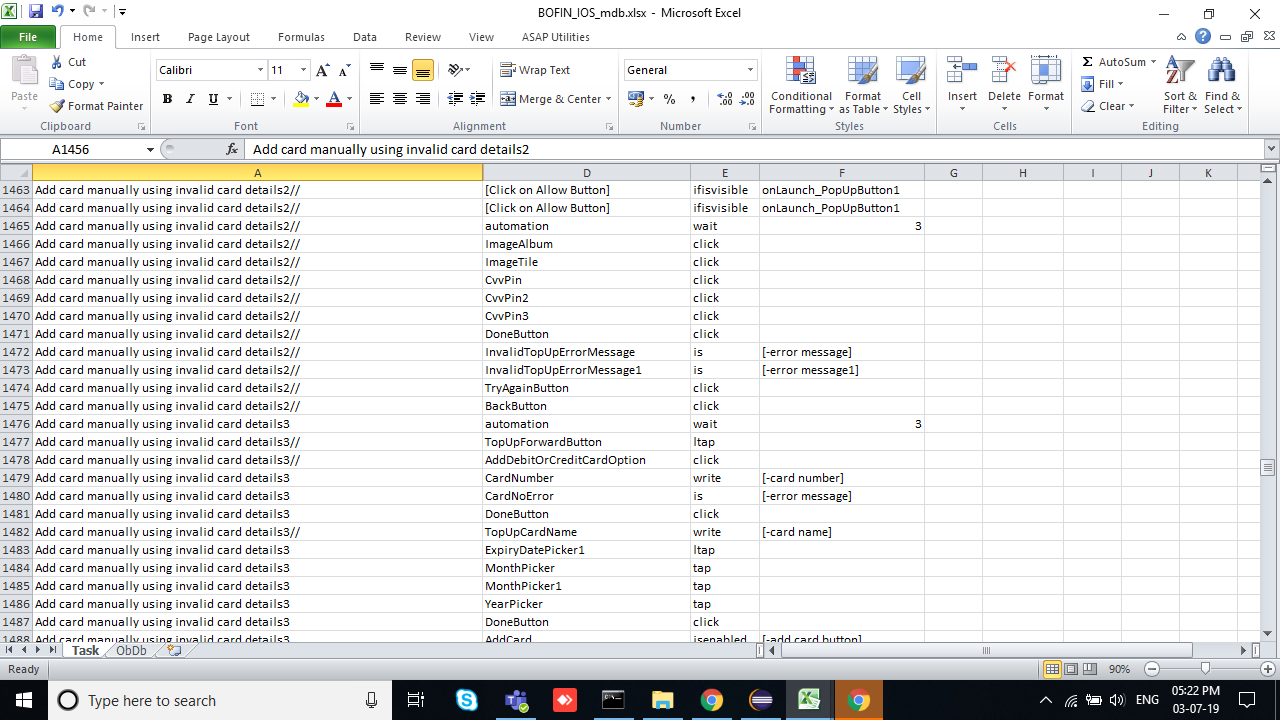 BOFIN_IOS_mdb.xlsx - Microsoft Excel
File Home Insert Page Layout Formulas Data Review View ASAP Utilities
Paste
Cut
Copy
Format Painter
Clipboard
Calibri 11
B I U
A A A
Font
Wrap Text
Merge & Center
Alignment
General
% ,
.00 .0
Number
Conditional Formatting
Format as Table
Cell Styles
Styles
Insert Delete Format
Cells
Σ AutoSum
Fill
Clear
Sort & Filter
Find & Select
Editing
A1456 fx Add card manually using invalid card details2
A D E F G H I J K
1463 Add card manually using invalid card details2// [Click on Allow Button] ifisvisible onLaunch_PopUpButton1
1464 Add card manually using invalid card details2// [Click on Allow Button] ifisvisible onLaunch_PopUpButton1
1465 Add card manually using invalid card details2// automation wait 3
1466 Add card manually using invalid card details2// ImageAlbum click
1467 Add card manually using invalid card details2// ImageTile click
1468 Add card manually using invalid card details2// CvvPin click
1469 Add card manually using invalid card details2// CvvPin2 click
1470 Add card manually using invalid card details2// CvvPin3 click
1471 Add card manually using invalid card details2// DoneButton click
1472 Add card manually using invalid card details2// InvalidTopUpErrorMessage is [-error message]
1473 Add card manually using invalid card details2// InvalidTopUpErrorMessage1 is [-error message1]
1474 Add card manually using invalid card details2// TryAgainButton click
1475 Add card manually using invalid card details2// BackButton click
1476 Add card manually using invalid card details3 automation wait 3
1477 Add card manually using invalid card details3// TopUpForwardButton ltap
1478 Add card manually using invalid card details3// AddDebitOrCreditCardOption click
1479 Add card manually using invalid card details3 CardNumber write [-card number]
1480 Add card manually using invalid card details3 CardNoError is [-error message]
1481 Add card manually using invalid card details3 DoneButton click
1482 Add card manually using invalid card details3// TopUpCardName write [-card name]
1483 Add card manually using invalid card details3 ExpiryDatePicker1 ltap
1484 Add card manually using invalid card details3 MonthPicker tap
1485 Add card manually using invalid card details3 MonthPicker1 tap
1486 Add card manually using invalid card details3 YearPicker tap
1487 Add card manually using invalid card details3 DoneButton click
1488 Add card manually using invalid card details3 AddCard isenabled [-add card button]
Task ObDb
Ready 90%
Type here to search
ENG 05:22 PM
03-07-19